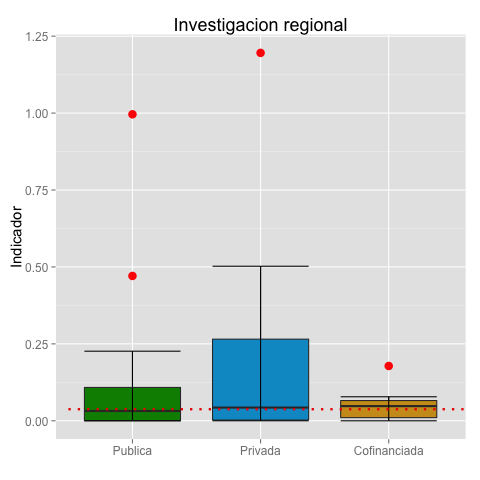 Investigacion regional
1.25
1.00
0.75
0.50
0.25
0.00
Indicador
Publica
Privada
Cofinanciada